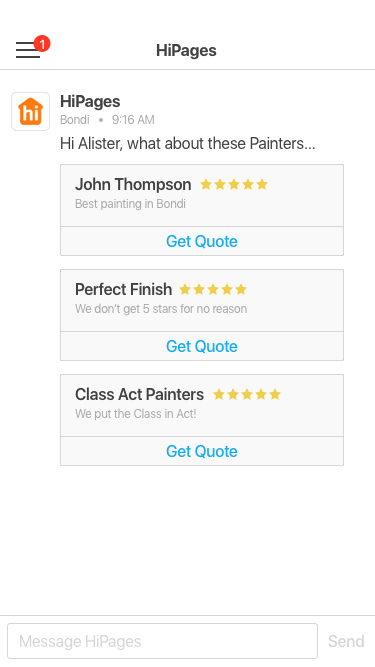 1
HiPages
hi
HiPages
Bondi • 9:16 AM
Hi Alister, what about these Painters...
John Thompson ★★★★★
Best painting in Bondi
Get Quote
Perfect Finish ★★★★★
We don't get 5 stars for no reason
Get Quote
Class Act Painters ★★★★★
We put the Class in Act!
Get Quote
Message HiPages
Send